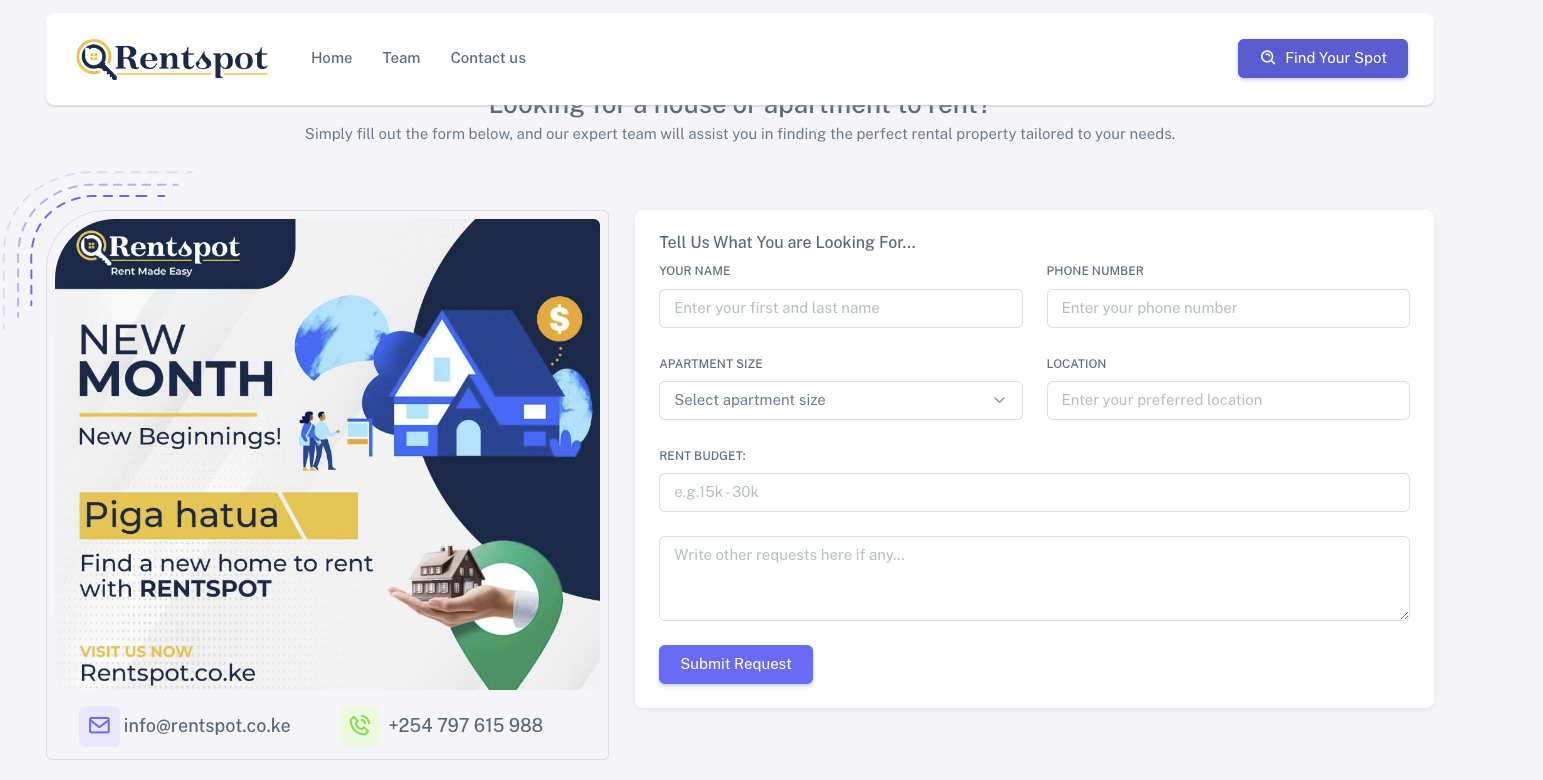 Rentspot
Home
Team
Contact us
Find Your Spot
Looking for a house or apartment to rent?
Simply fill out the form below, and our expert team will assist you in finding the perfect rental property tailored to your needs.
Rentspot
Rent Made Easy
NEW
MONTH
New Beginnings!
$
Piga hatua
Find a new home to rent
with RENTSPOT
VISIT US NOW
Rentspot.co.ke
info@rentspot.co.ke
+254 797 615 988
Tell Us What You are Looking For...
YOUR NAME
PHONE NUMBER
Enter your first and last name
Enter your phone number
APARTMENT SIZE
LOCATION
Select apartment size
Enter your preferred location
RENT BUDGET:
e.g.15k - 30k
Write other requests here if any...
Submit Request